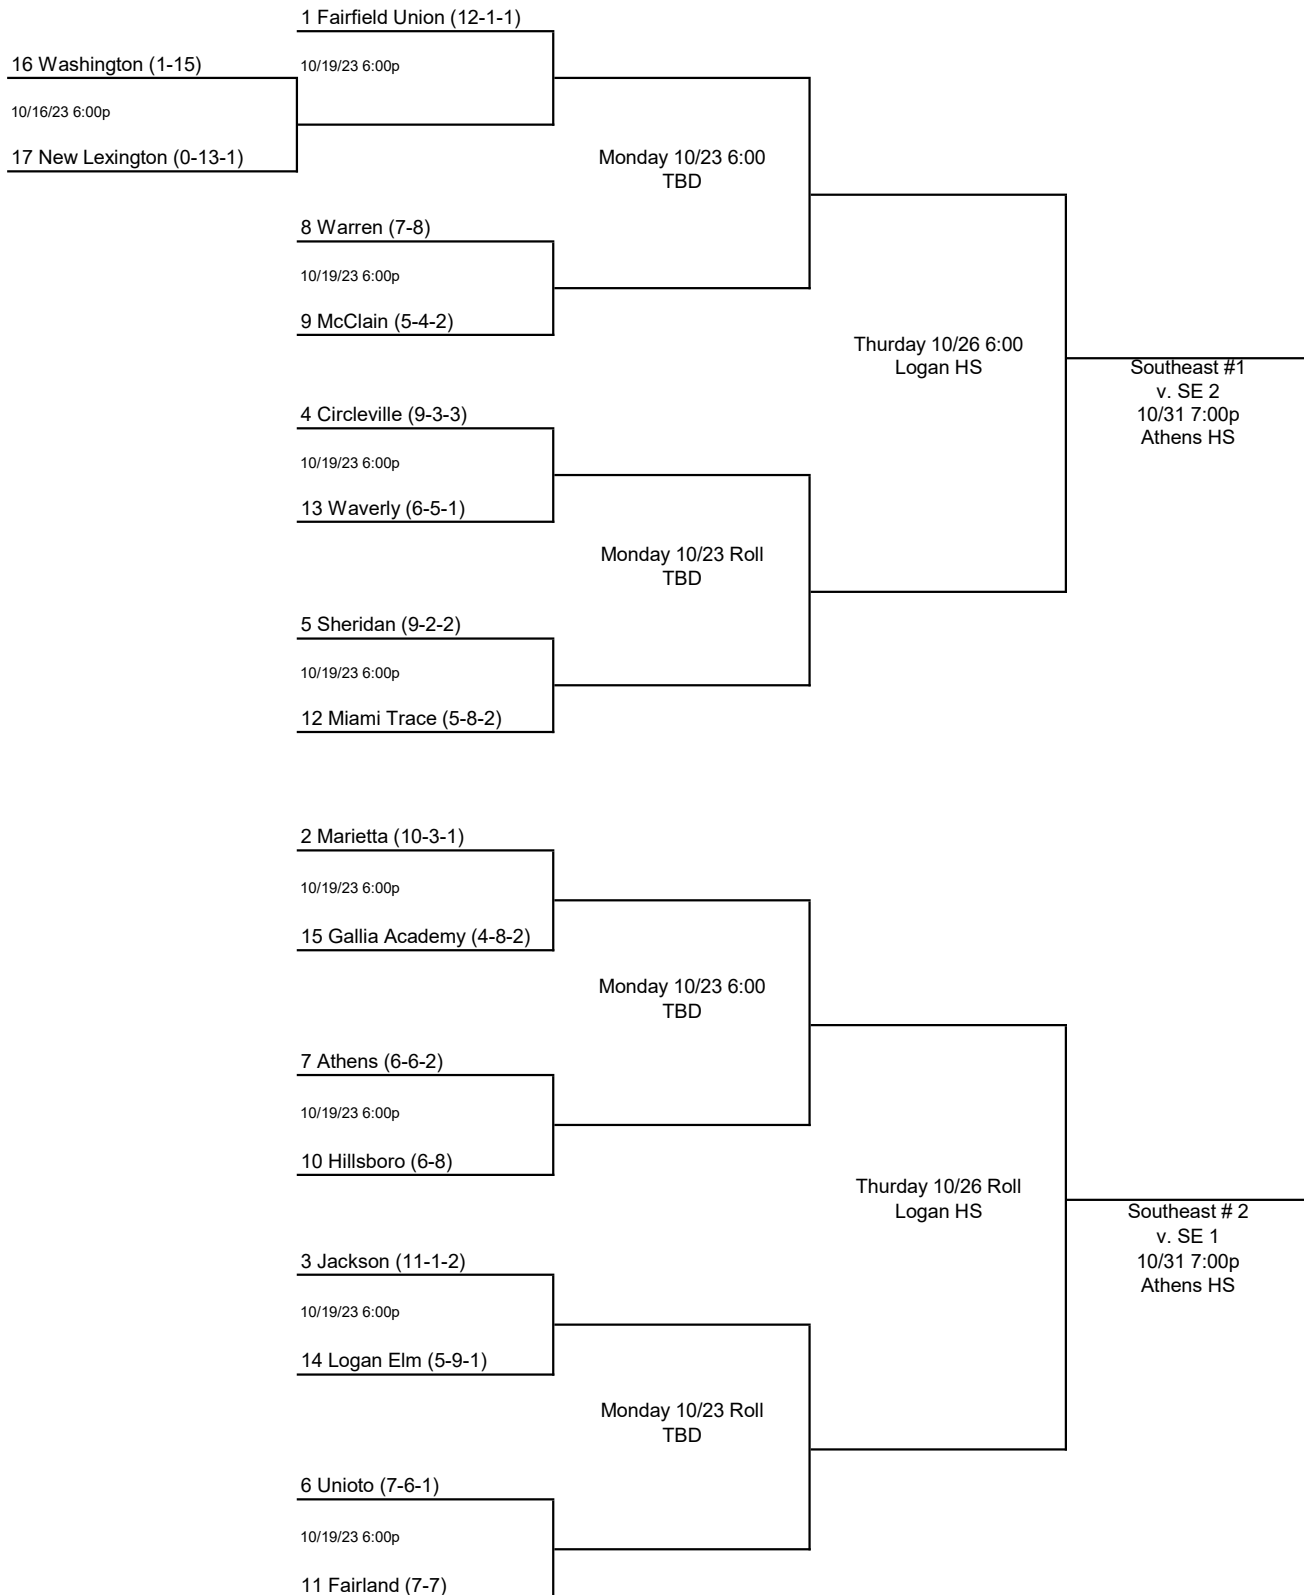 1 Fairfield Union (12-1-1)
16 Washington (1-15)
10/19/23 6:00p
10/16/23 6:00p
17 New Lexington (0-13-1)
Monday 10/23 6:00
TBD
8 Warren (7-8)
10/19/23 6:00p
9 McClain (5-4-2)
Thurday 10/26 6:00
Logan HS
Southeast #1
v. SE 2
10/31 7:00p
Athens HS
4 Circleville (9-3-3)
10/19/23 6:00p
13 Waverly (6-5-1)
Monday 10/23 Roll
TBD
5 Sheridan (9-2-2)
10/19/23 6:00p
12 Miami Trace (5-8-2)
2 Marietta (10-3-1)
10/19/23 6:00p
15 Gallia Academy (4-8-2)
Monday 10/23 6:00
TBD
7 Athens (6-6-2)
10/19/23 6:00p
10 Hillsboro (6-8)
Thurday 10/26 Roll
Logan HS
Southeast # 2
v. SE 1
10/31 7:00p
Athens HS
3 Jackson (11-1-2)
10/19/23 6:00p
14 Logan Elm (5-9-1)
Monday 10/23 Roll
TBD
6 Unioto (7-6-1)
10/19/23 6:00p
11 Fairland (7-7)